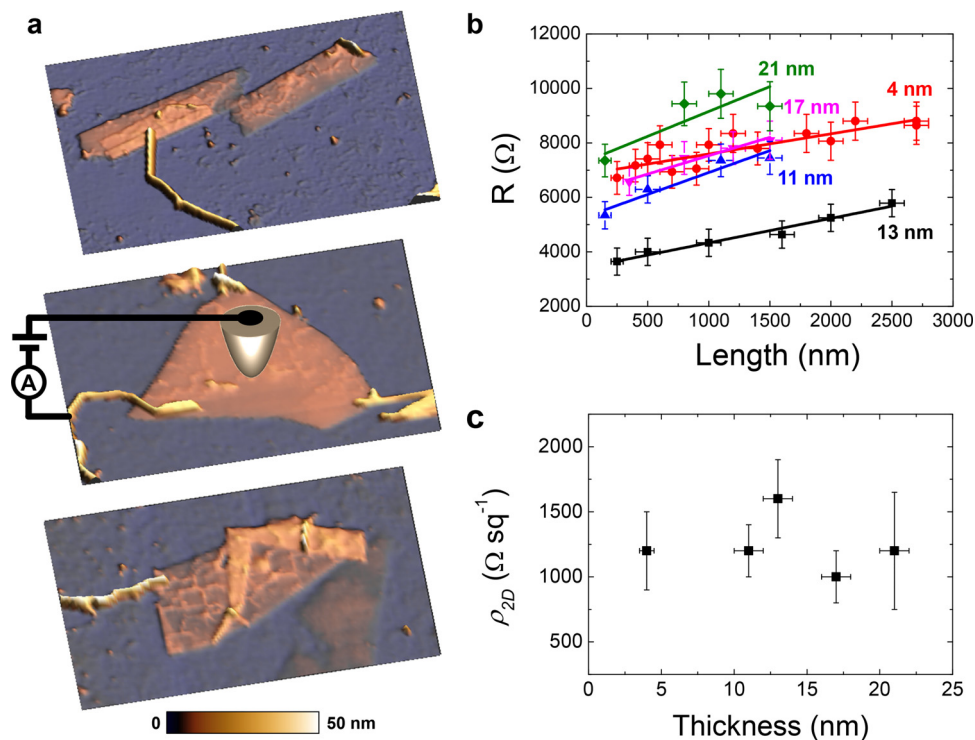 a
A
0
50 nm
b
12000
10000
8000
6000
4000
2000
R (Ω)
21 nm
17 nm
4 nm
11 nm
13 nm
0
500
1000
1500
2000
2500
3000
Length (nm)
c
2000
1500
1000
500
ρ2D (Ω sq-1)
0
5
10
15
20
25
Thickness (nm)